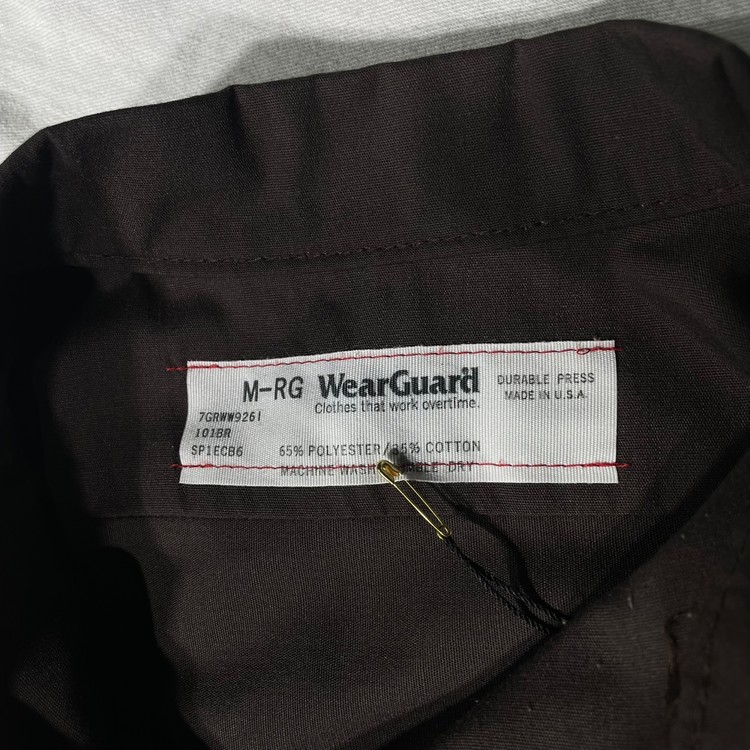 M-RG WearGuard
Clothes that work overtime.
DURABLE PRESS
MADE IN U.S.A.
7GRWW9261
101BR
SP1ECB6
65% POLYESTER/35% COTTON
MACHINE WASH DRY